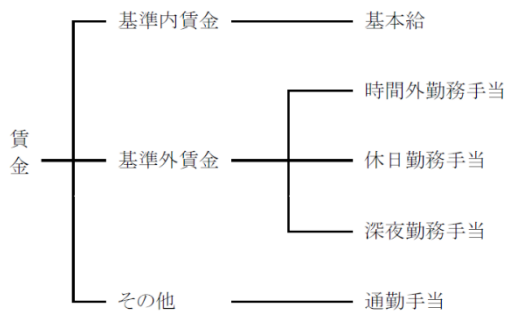 賃金
基準内賃金
基本給
基準外賃金
時間外勤務手当
休日勤務手当
深夜勤務手当
その他
通勤手当